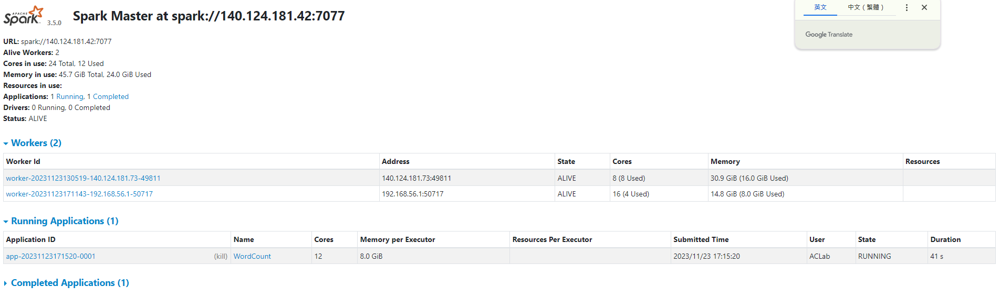 APACHE
Spark 3.5.0 Spark Master at spark://140.124.181.42:7077
英文 中文（繁體）
Google Translate
URL: spark://140.124.181.42:7077
Alive Workers: 2
Cores in use: 24 Total, 12 Used
Memory in use: 45.7 GiB Total, 24.0 GiB Used
Resources in use:
Applications: 1 Running, 1 Completed
Drivers: 0 Running, 0 Completed
Status: ALIVE
Workers (2)
Worker Id Address State Cores Memory Resources
worker-20231123130519-140.124.181.73-49811 140.124.181.73:49811 ALIVE 8 (8 Used) 30.9 GiB (16.0 GiB Used)
worker-20231123171143-192.168.56.1-50717 192.168.56.1:50717 ALIVE 16 (4 Used) 14.8 GiB (8.0 GiB Used)
Running Applications (1)
Application ID Name Cores Memory per Executor Resources Per Executor Submitted Time User State Duration
app-20231123171520-0001 (kill) WordCount 12 8.0 GiB 2023/11/23 17:15:20 ACLab RUNNING 41 s
Completed Applications (1)